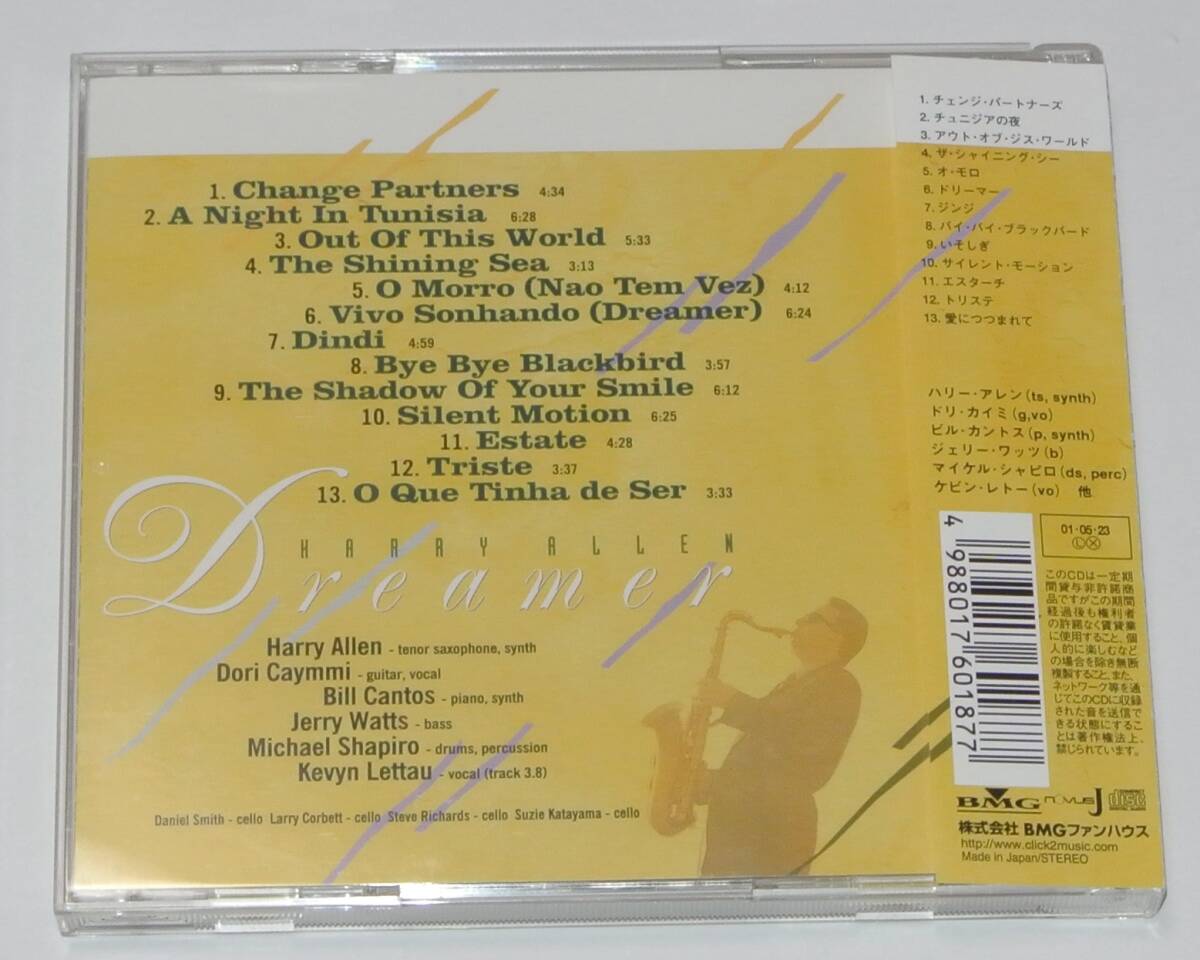 1. Change Partners 4:34
2. A Night In Tunisia 6:28
3. Out Of This World 5:33
4. The Shining Sea 3:13
5. O Morro (Nao Tem Vez) 4:12
6. Vivo Sonhando (Dreamer) 6:24
7. Dindi 4:59
8. Bye Bye Blackbird 3:57
9. The Shadow Of Your Smile 6:12
10. Silent Motion 6:25
11. Estate 4:28
12. Triste 3:37
13. O Que Tinha de Ser 3:33
HARRY ALLEN
Dreamer
Harry Allen - tenor saxophone, synth
Dori Caymmi - guitar, vocal
Bill Cantos - piano, synth
Jerry Watts - bass
Michael Shapiro - drums, percussion
Kevyn Lettau - vocal (track 3.8)
Daniel Smith - cello Larry Corbett - cello Steve Richards - cello Suzie Katayama - cello
1. チェンジ・パートナーズ
2. チュニジアの夜
3. アウト・オブ・ジス・ワールド
4. ザ・シャイニング・シー
5. オ・モロ
6. ドリーマー
7. ジンジ
8. バイ・バイ・ブラックバード
9. いそしぎ
10. サイレント・モーション
11. エスターチ
12. トリステ
13. 愛につつまれて
ハリー・アレン(ts, synth)
ドリ・カイミ(g,vo)
ビル・カントス(p, synth)
ジェリー・ワッツ(b)
マイケル・シャピロ(ds, perc)
ケビン・レトー(vo) 他
4 988017 601877
01・05・23
Ⓛ Ⓧ
このCDは一定期
間貸与非許諾商
品ですがこの期間
経過後も権利者
の許諾なく賃貸業
に使用すること、個
人的に楽しむなど
の場合を除き無断
複製すること、また、
ネットワーク等を通
じてこのCDに収録
された音を送信で
きる状態にするこ
とは著作権法上、
禁じられています。
BMG novus J disc
株式会社 BMGファンハウス
http://www.click2music.com
Made in Japan/STEREO